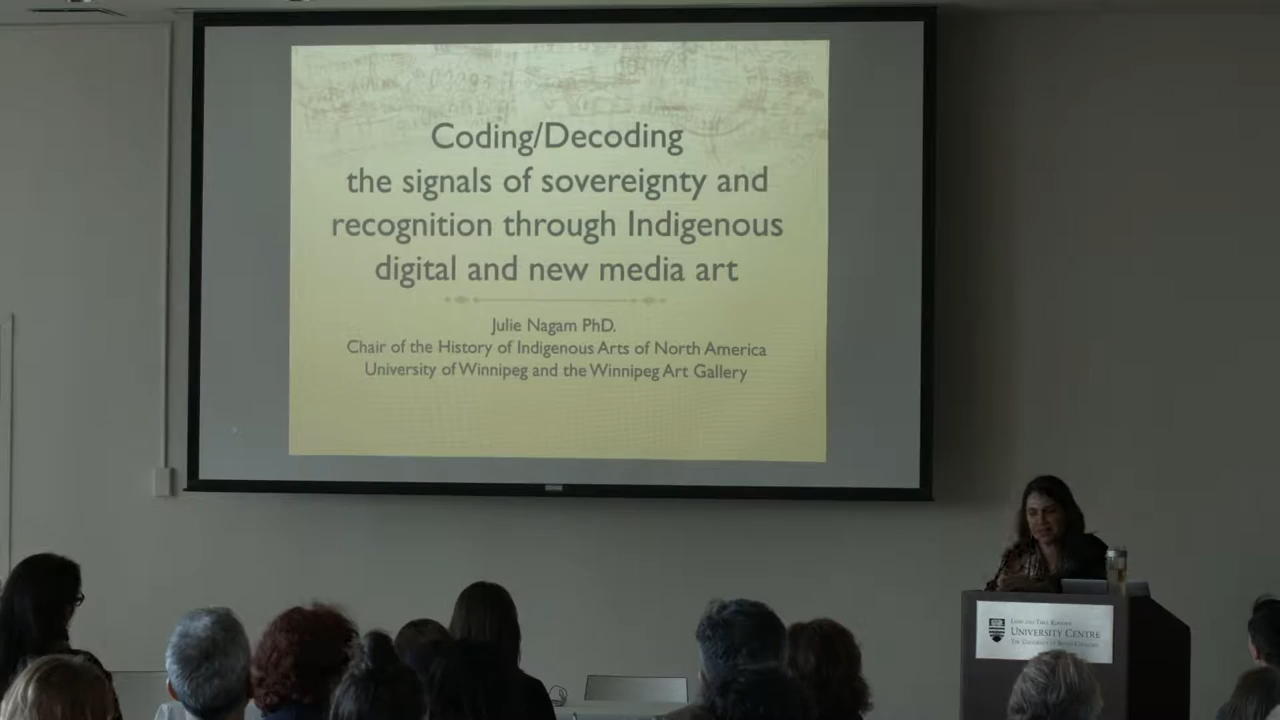 Coding/Decoding
the signals of sovereignty and
recognition through Indigenous
digital and new media art
Julie Nagam PhD.
Chair of the History of Indigenous Arts of North America
University of Winnipeg and the Winnipeg Art Gallery
UNIVERSITY CENTRE